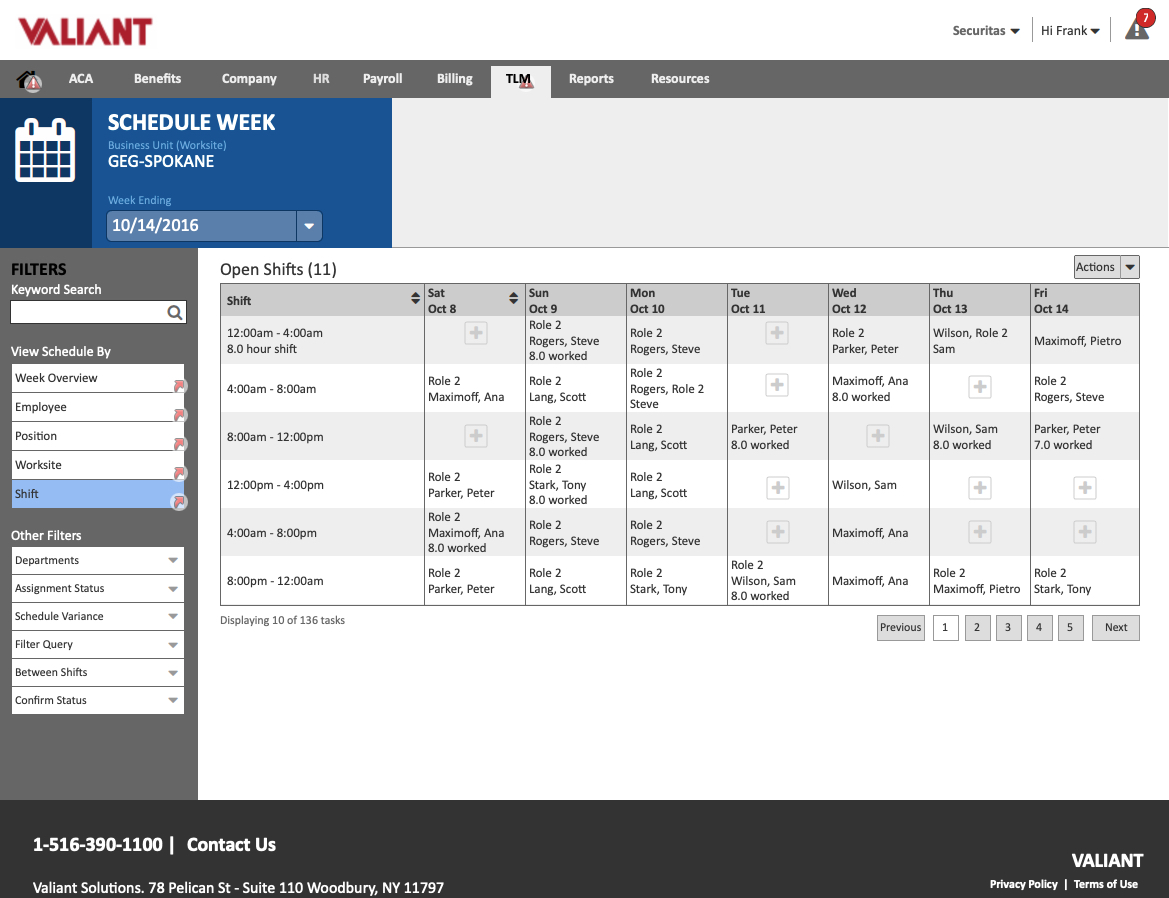 VALIANT
Securitas
Hi Frank
7
ACA Benefits Company HR Payroll Billing TLM Reports Resources
SCHEDULE WEEK
Business Unit (Worksite)
GEG-SPOKANE
Week Ending
10/14/2016
FILTERS
Keyword Search
View Schedule By
Week Overview
Employee
Position
Worksite
Shift
Other Filters
Departments
Assignment Status
Schedule Variance
Filter Query
Between Shifts
Confirm Status
Open Shifts (11)
Actions
Shift
Sat
Oct 8
Sun
Oct 9
Mon
Oct 10
Tue
Oct 11
Wed
Oct 12
Thu
Oct 13
Fri
Oct 14
12:00am - 4:00am
8.0 hour shift
Role 2
Rogers, Steve
8.0 worked
Role 2
Rogers, Steve
Role 2
Parker, Peter
Wilson, Role 2
Sam
Maximoff, Pietro
4:00am - 8:00am
Role 2
Maximoff, Ana
Role 2
Lang, Scott
Role 2
Rogers, Role 2
Steve
Maximoff, Ana
8.0 worked
Role 2
Rogers, Steve
8:00am - 12:00pm
Role 2
Rogers, Steve
8.0 worked
Role 2
Lang, Scott
Parker, Peter
8.0 worked
Wilson, Sam
8.0 worked
Parker, Peter
7.0 worked
12:00pm - 4:00pm
Role 2
Parker, Peter
Role 2
Stark, Tony
8.0 worked
Role 2
Lang, Scott
Wilson, Sam
4:00am - 8:00pm
Role 2
Maximoff, Ana
8.0 worked
Role 2
Rogers, Steve
Role 2
Rogers, Steve
Maximoff, Ana
8:00pm - 12:00am
Role 2
Parker, Peter
Role 2
Lang, Scott
Role 2
Stark, Tony
Role 2
Wilson, Sam
8.0 worked
Maximoff, Ana
Role 2
Maximoff, Pietro
Role 2
Stark, Tony
Displaying 10 of 136 tasks
Previous 1 2 3 4 5 Next
1-516-390-1100 | Contact Us
Valiant Solutions. 78 Pelican St - Suite 110 Woodbury, NY 11797
VALIANT
Privacy Policy | Terms of Use